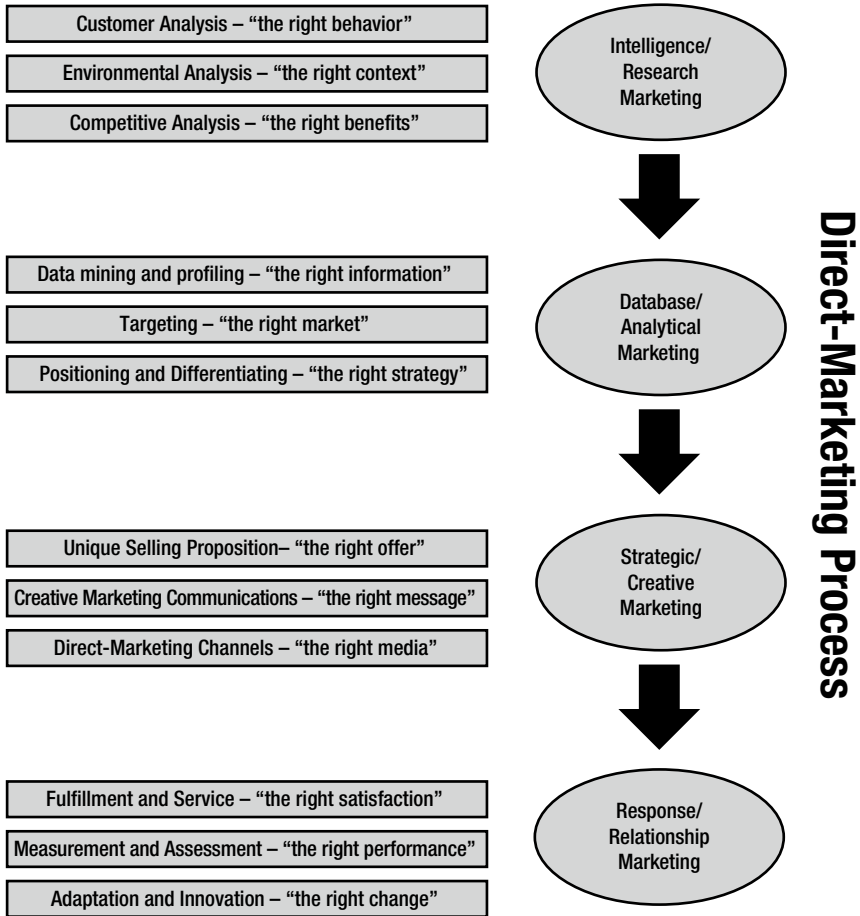 Customer Analysis – “the right behavior”
Environmental Analysis – “the right context”
Competitive Analysis – “the right benefits”
Intelligence/
Research
Marketing
Data mining and profiling – “the right information”
Targeting – “the right market”
Positioning and Differentiating – “the right strategy”
Database/
Analytical
Marketing
Unique Selling Proposition– “the right offer”
Creative Marketing Communications – “the right message”
Direct-Marketing Channels – “the right media”
Strategic/
Creative
Marketing
Fulfillment and Service – “the right satisfaction”
Measurement and Assessment – “the right performance”
Adaptation and Innovation – “the right change”
Response/
Relationship
Marketing
Direct-Marketing Process